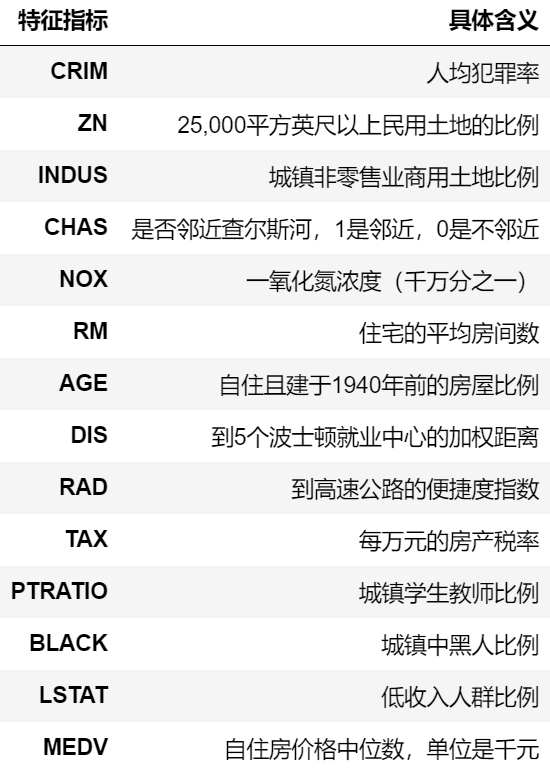 特征指标 具体含义
CRIM 人均犯罪率
ZN 25,000平方英尺以上民用土地的比例
INDUS 城镇非零售业商用土地比例
CHAS 是否邻近查尔斯河，1是邻近，0是不邻近
NOX 一氧化氮浓度（千万分之一）
RM 住宅的平均房间数
AGE 自住且建于1940年前的房屋比例
DIS 到5个波士顿就业中心的加权距离
RAD 到高速公路的便捷度指数
TAX 每万元的房产税率
PTRATIO 城镇学生教师比例
BLACK 城镇中黑人比例
LSTAT 低收入人群比例
MEDV 自住房价格中位数，单位是千元